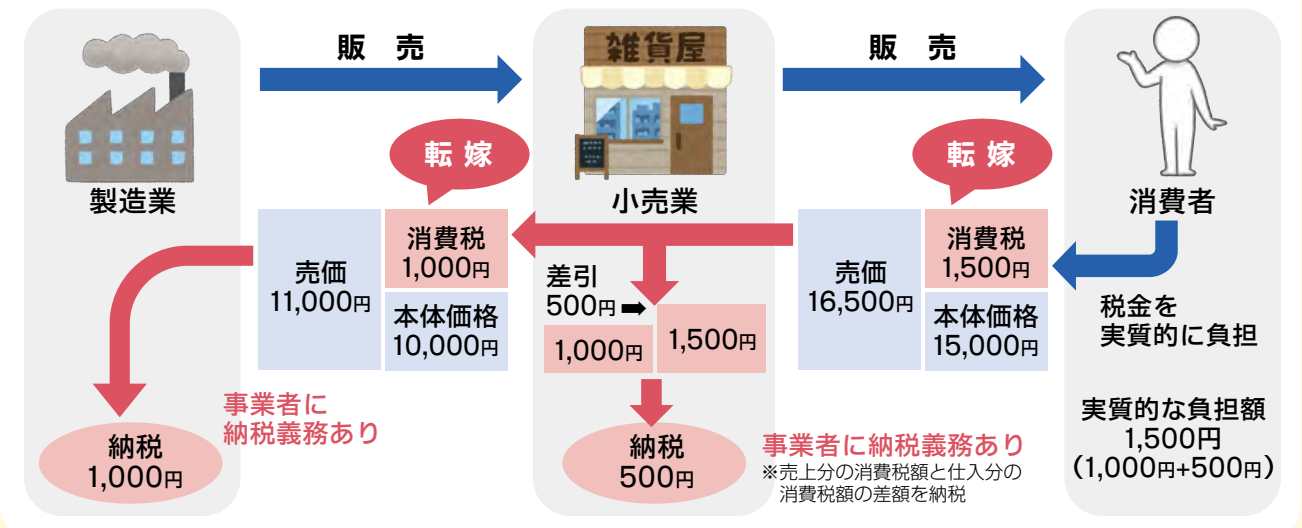 販売
雑貨屋
販売
転嫁
転嫁
製造業
小売業
消費者
売価
11,000円
消費税
1,000円
本体価格
10,000円
差引
500円➡
1,000円
1,500円
売価
16,500円
消費税
1,500円
本体価格
15,000円
税金を
実質的に負担
事業者に
納税義務あり
納税
1,000円
納税
500円
事業者に納税義務あり
※売上分の消費税額と仕入分の
消費税額の差額を納税
実質的な負担額
1,500円
(1,000円+500円)